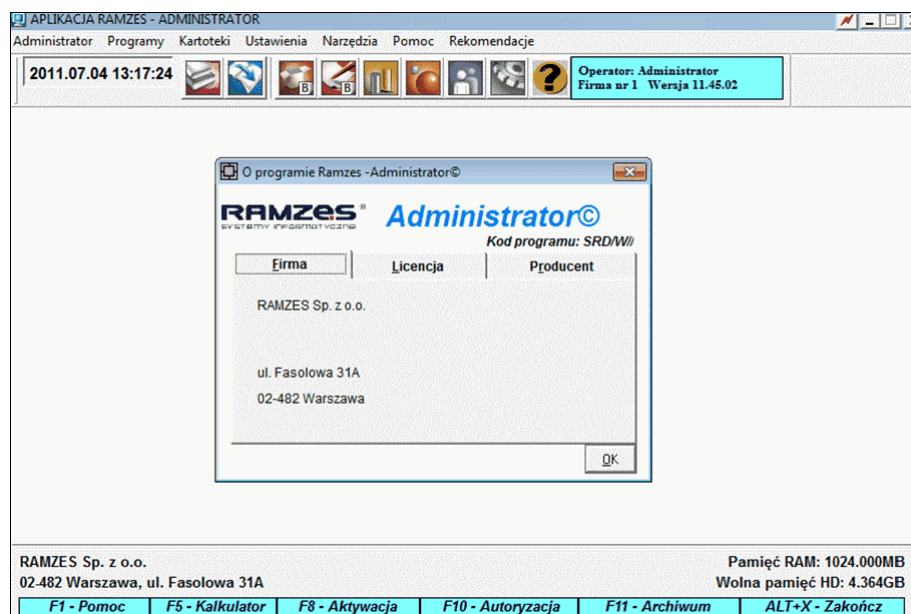 APLIKACJA RAMZES - ADMINISTRATOR
Administrator Programy Kartoteki Ustawienia Narzędzia Pomoc Rekomendacje
2011.07.04 13:17:24
B
B
?
Operator: Administrator
Firma nr 1 Wersja 11.45.02
O programie Ramzes -Administrator©
RAMZES®
SYSTEMY INFORMATYCZNE
Administrator©
Kod programu: SRD/W//
Firma Licencja Producent
RAMZES Sp. z o.o.
ul. Fasolowa 31A
02-482 Warszawa
OK
RAMZES Sp. z o.o.
02-482 Warszawa, ul. Fasolowa 31A
Pamięć RAM: 1024.000MB
Wolna pamięć HD: 4.364GB
F1 - Pomoc F5 - Kalkulator F8 - Aktywacja F10 - Autoryzacja F11 - Archiwum ALT+X - Zakończ